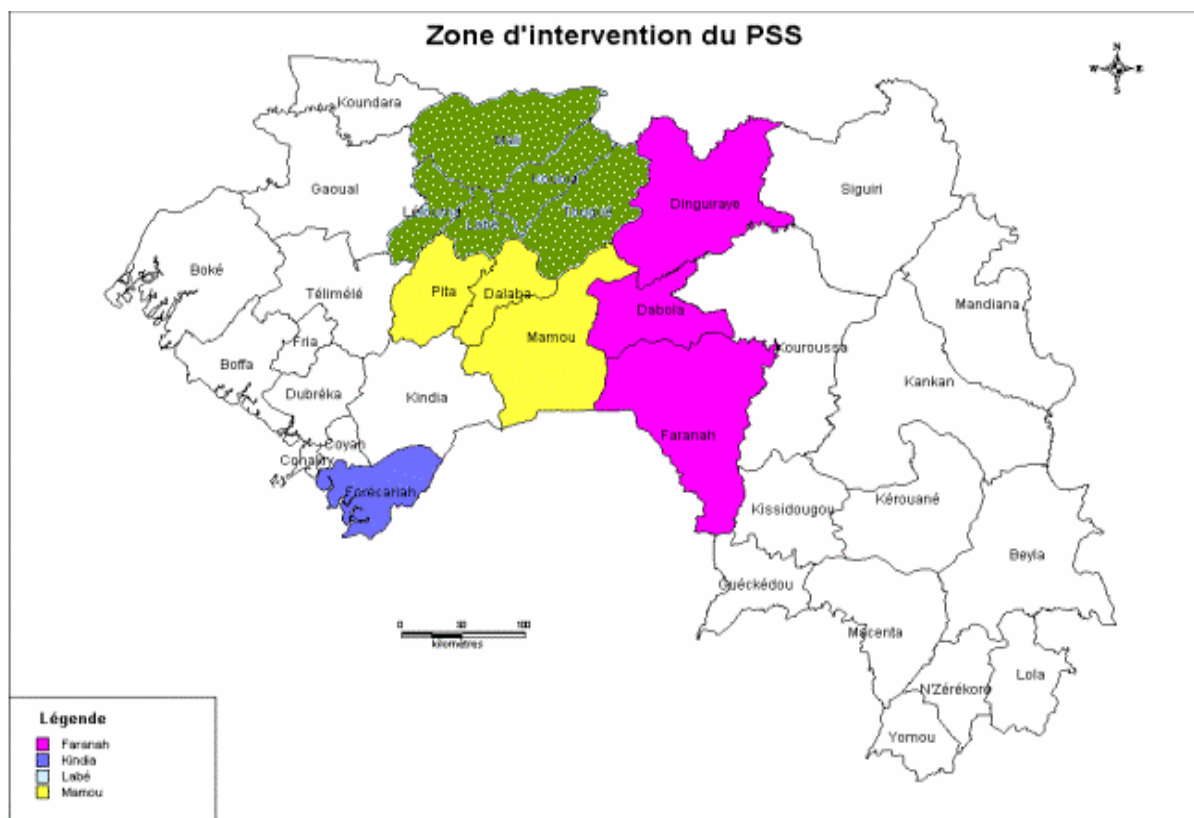 Zone d'intervention du PSS
N
W E
S
Koundara
Mali
Gaoual
Koubia
Siguiri
Lélouma
Labé
Tougué
Dinguiraye
Boké
Télimélé
Pita
Dalaba
Mandiana
Dabola
Fria
Mamou
Kouroussa
Boffa
Kankan
Dubréka
Kindia
Coyah
Faranah
Conakry
Forécariah
Kissidougou
Kérouané
Beyla
Guéckédou
0 50 100
kilomètres
Macenta
Lola
N'Zérékoré
Yomou
Légende
Faranah
Kindia
Labé
Mamou